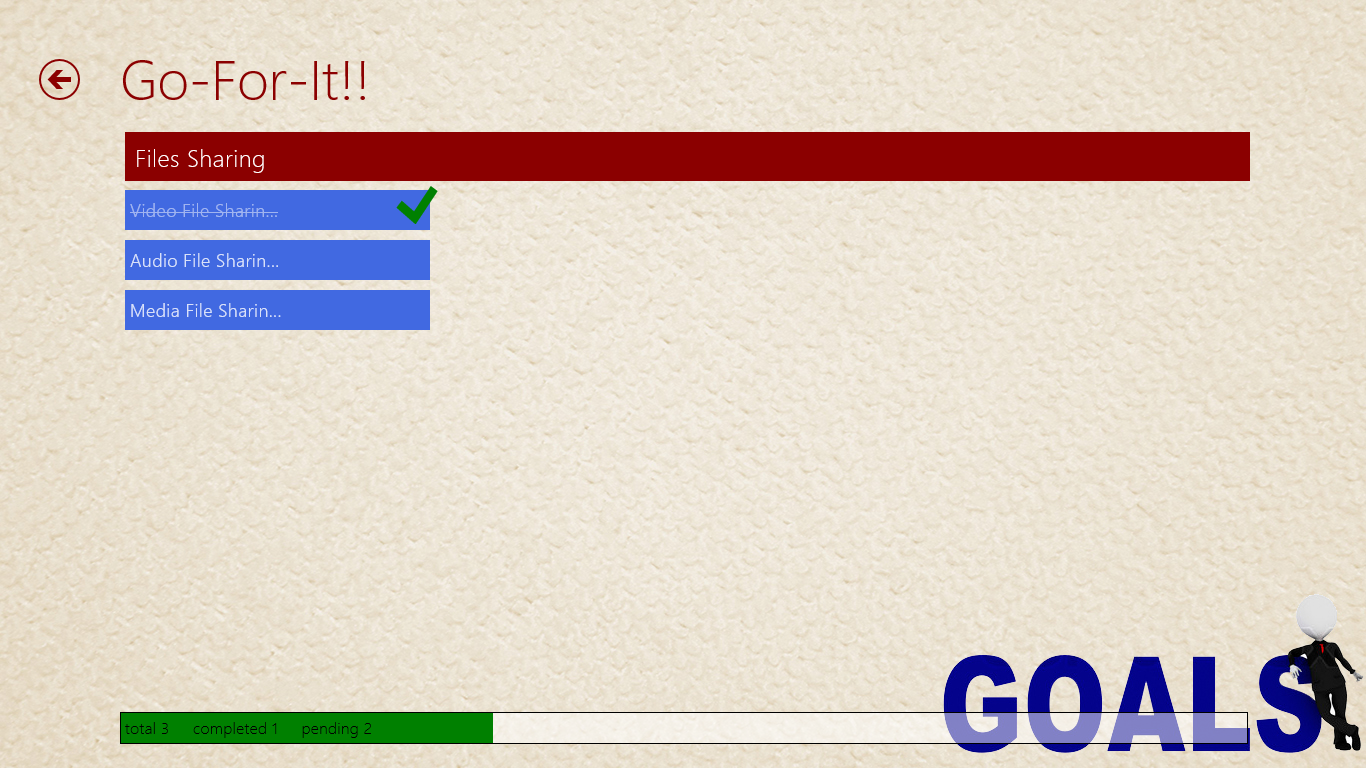 Go-For-It!!
Files Sharing
Video File Sharin...
Audio File Sharin...
Media File Sharin...
GOALS
total 3 completed 1 pending 2